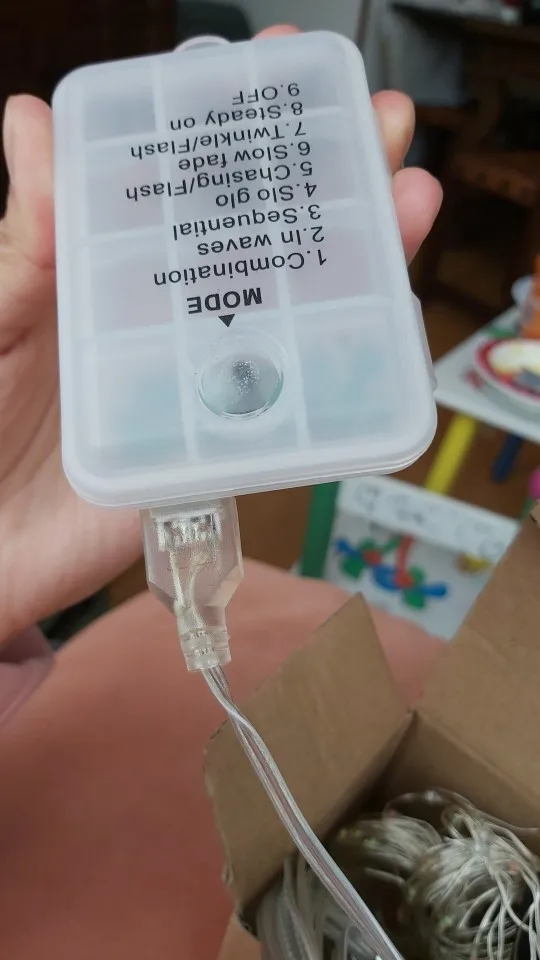 MODE
1.Combination
2.In waves
3.Sequential
4.Slo glo
5.Chasing/Flash
6.Slow fade
7.Twinkle/Flash
8.Steady on
9.OFF